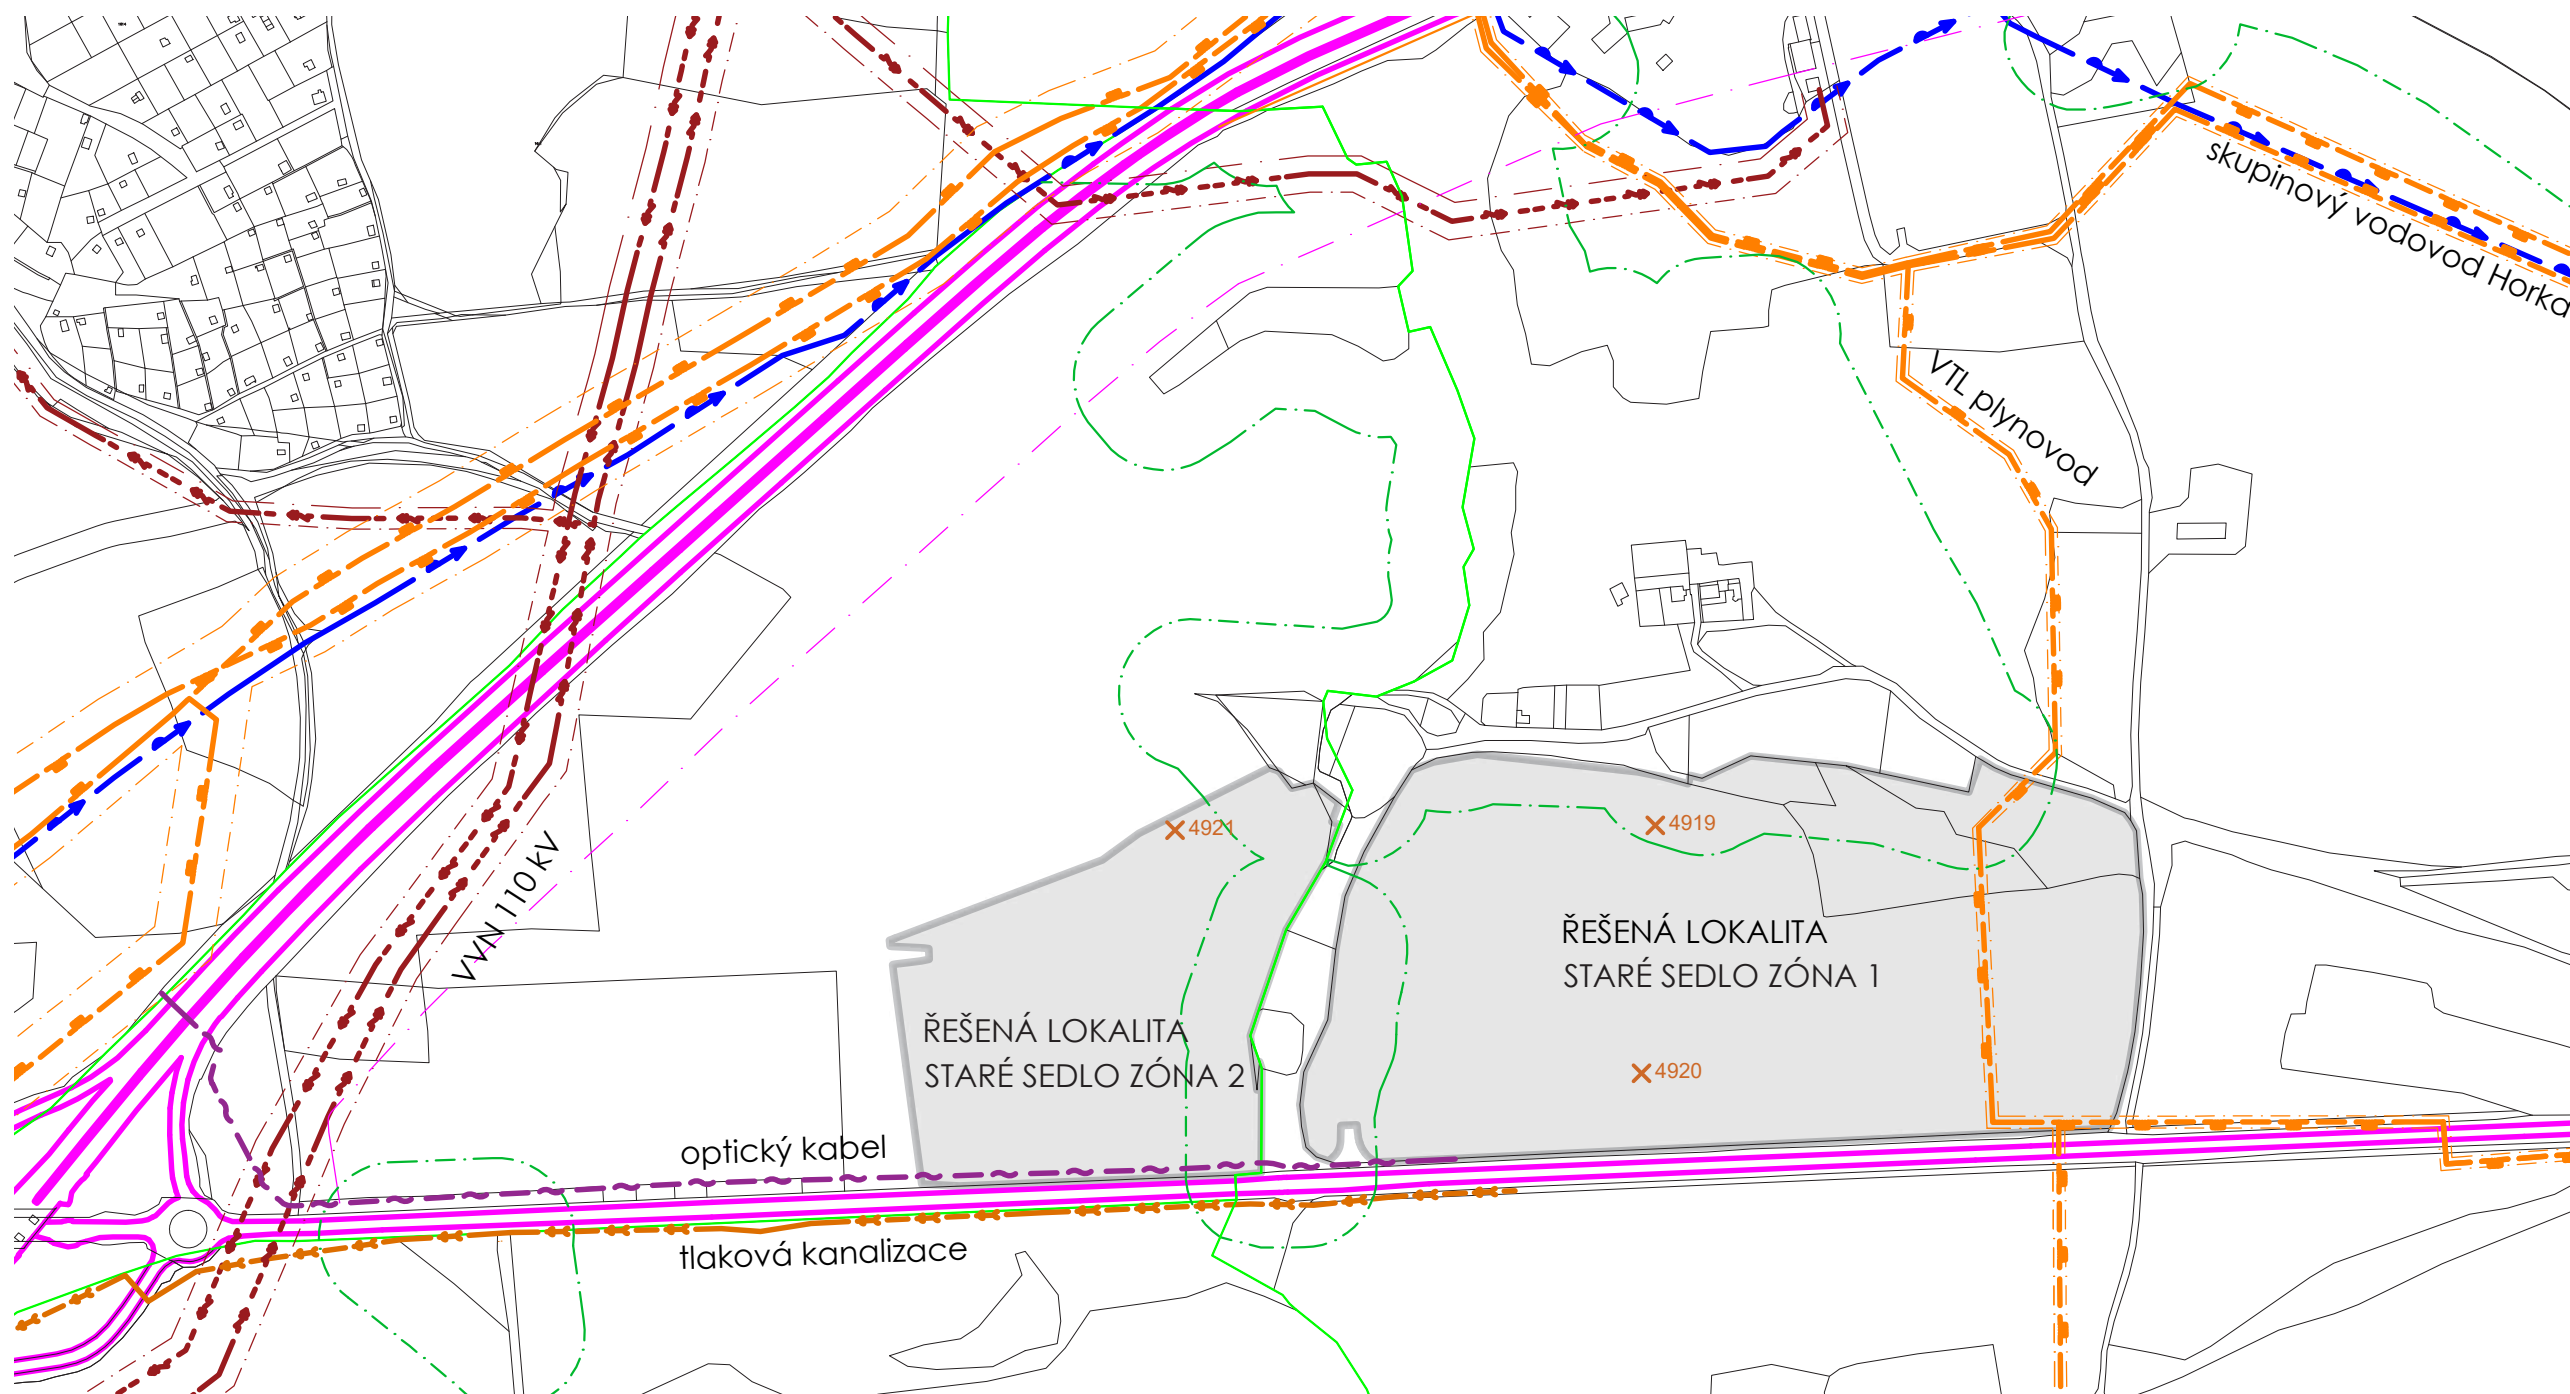 skupinový vodovod Horka
VTL plynovod
4921
4919
VVN 110 kV
ŘEŠENÁ LOKALITA
STARÉ SEDLO ZÓNA 1
ŘEŠENÁ LOKALITA
STARÉ SEDLO ZÓNA 2
4920
optický kabel
tlaková kanalizace